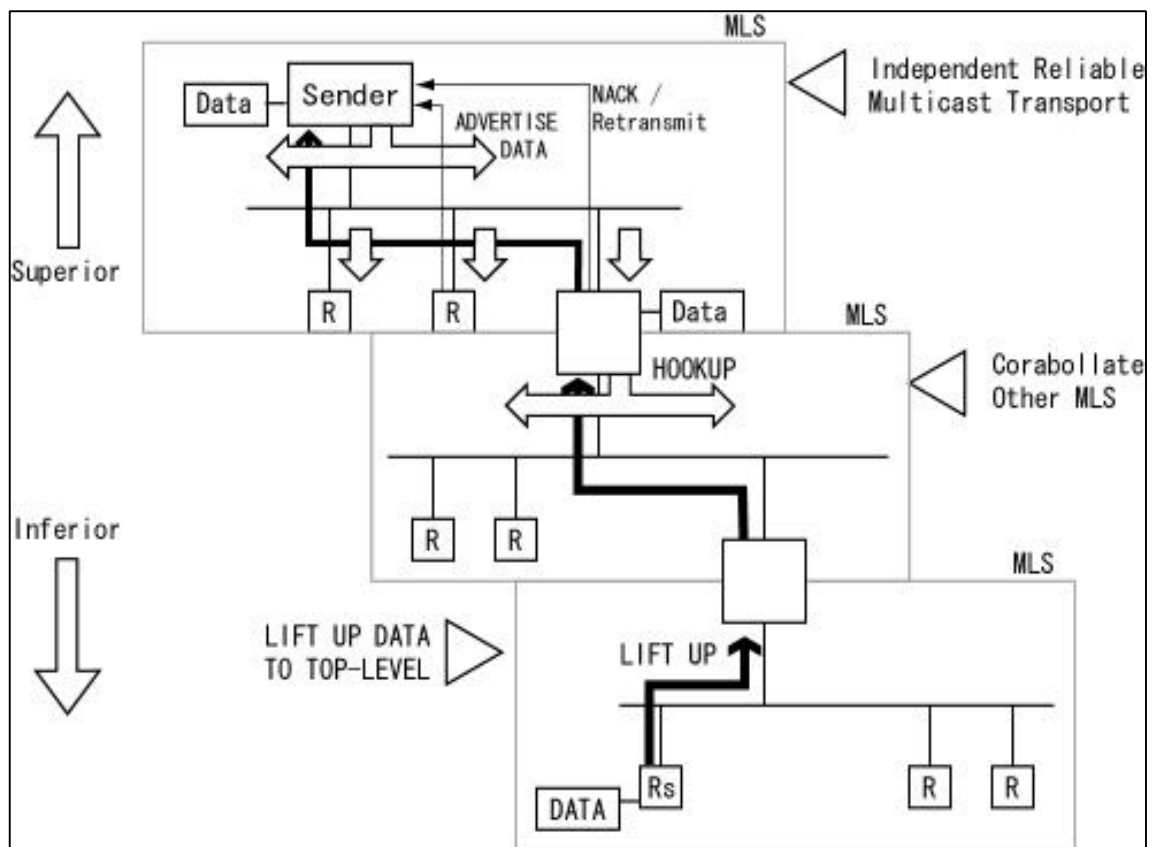 MLS
Independent Reliable
Multicast Transport
Data
Sender
NACK /
Retransmit
ADVERTISE
DATA
Superior
R
R
Data
MLS
HOOKUP
Corabollate
Other MLS
Inferior
R
R
MLS
LIFT UP DATA
TO TOP-LEVEL
LIFT UP
DATA
Rs
R
R